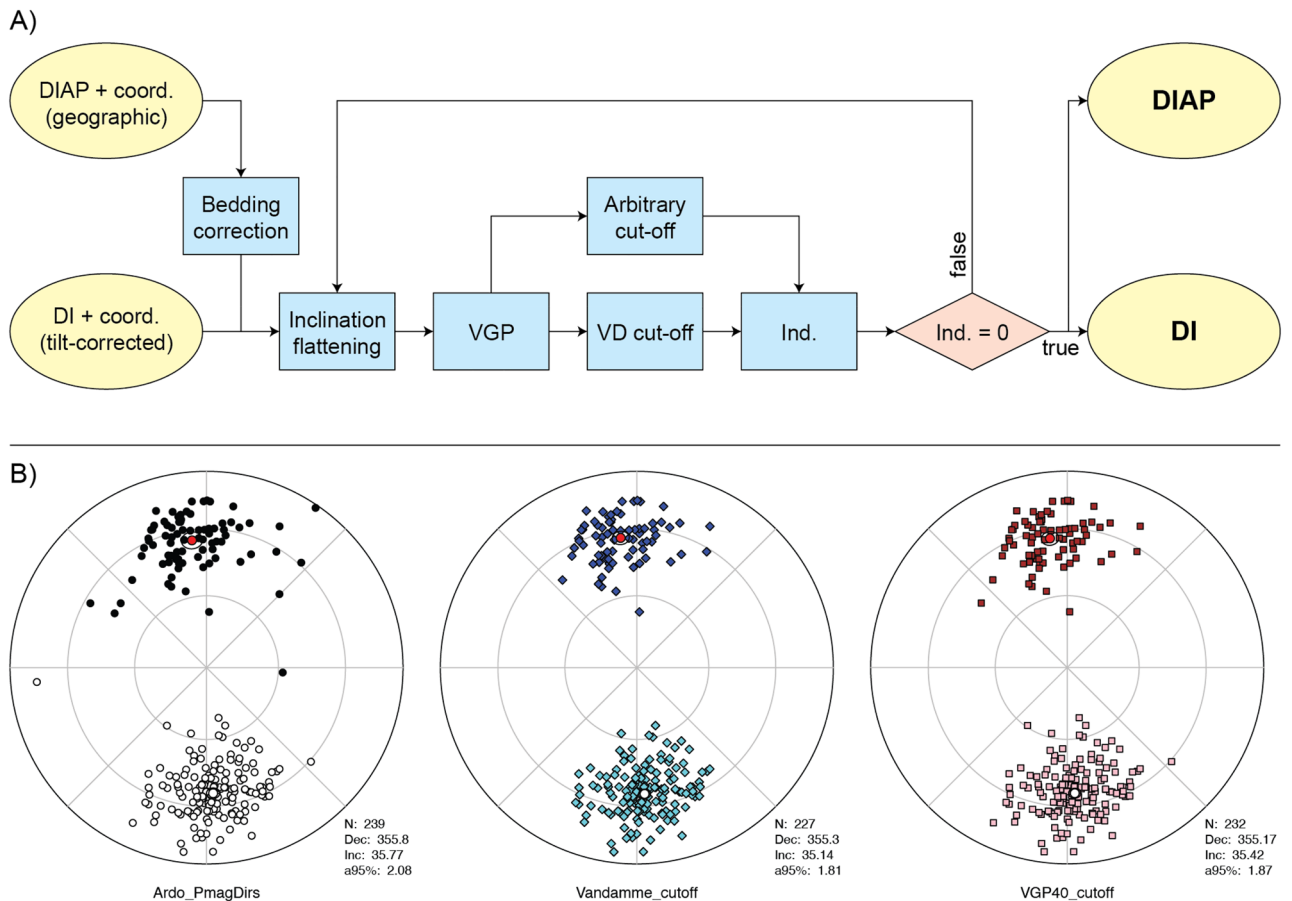 A)
DIAP + coord.
(geographic)
DIAP
Bedding
correction
Arbitrary
cut-off
false
DI + coord.
(tilt-corrected)
Inclination
flattening
VGP
VD cut-off
Ind.
Ind. = 0
true
DI
B)
N: 239
Dec: 355.8
Inc: 35.77
a95%: 2.08
Ardo_PmagDirs
N: 227
Dec: 355.3
Inc: 35.14
a95%: 1.81
Vandamme_cutoff
N: 232
Dec: 355.17
Inc: 35.42
a95%: 1.87
VGP40_cutoff